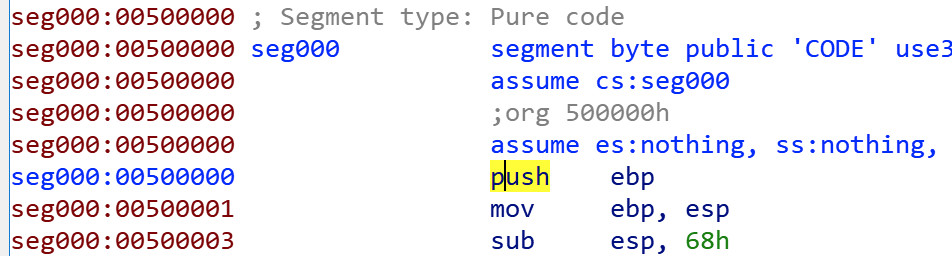 seg000:00500000 ; Segment type: Pure code
seg000:00500000 seg000 segment byte public 'CODE' use3
seg000:00500000 assume cs:seg000
seg000:00500000 ;org 500000h
seg000:00500000 assume es:nothing, ss:nothing,
seg000:00500000 push ebp
seg000:00500001 mov ebp, esp
seg000:00500003 sub esp, 68h